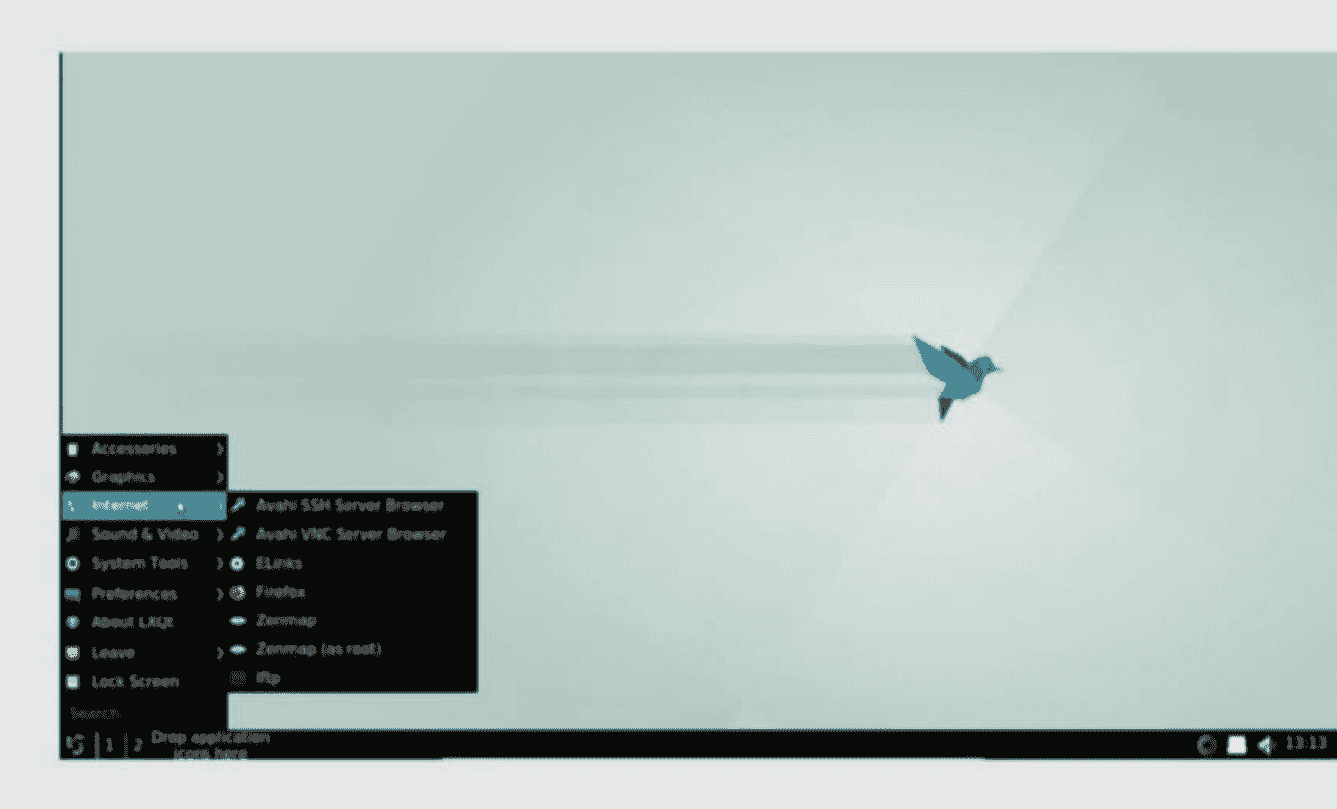 Accessories
Graphics
Internet
Avahi SSH Server Browser
Sound & Video
Avahi VNC Server Browser
System Tools
ELinks
Preferences
Firefox
About LXQt
Zenmap
Leave
Zenmap (as root)
Lock Screen
lftp
Search
1 2 Drop application
icons here
13:13